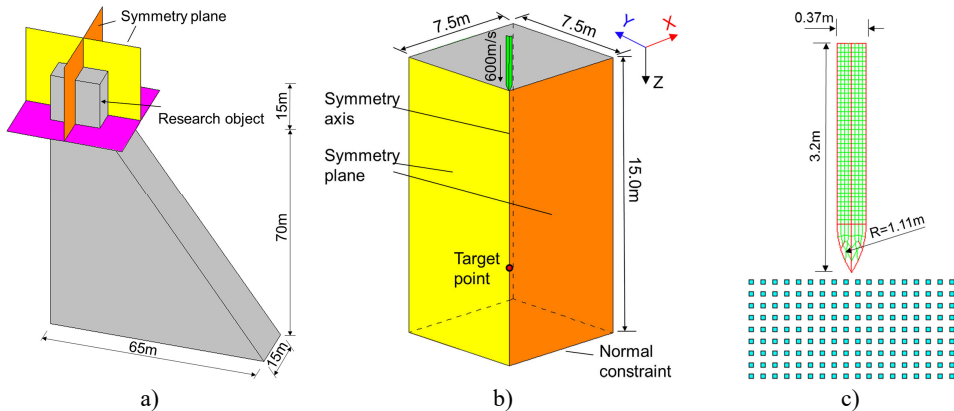 Symmetry plane
Research object
15m
70m
65m
15m
a)
7.5m
7.5m
Y
X
Z
600m/s
Symmetry
axis
Symmetry
plane
15.0m
Target
point
Normal
constraint
b)
0.37m
3.2m
R=1.11m
c)